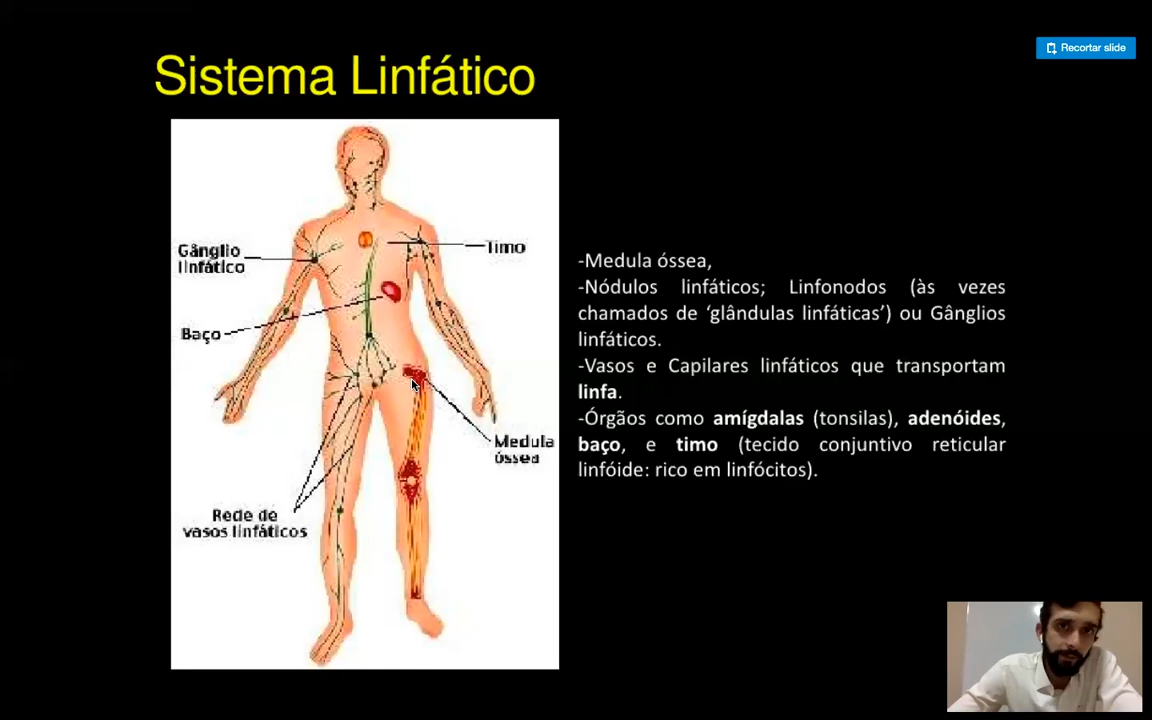 Recortar slide
Sistema Linfático
Gânglio
linfático
Timo
Baço
Medula
óssea
Rede de
vasos linfáticos
-Medula óssea,
-Nódulos linfáticos; Linfonodos (às vezes
chamados de ‘glândulas linfáticas’) ou Gânglios
linfáticos.
-Vasos e Capilares linfáticos que transportam
linfa.
-Órgãos como amígdalas (tonsilas), adenóides,
baço, e timo (tecido conjuntivo reticular
linfóide: rico em linfócitos).